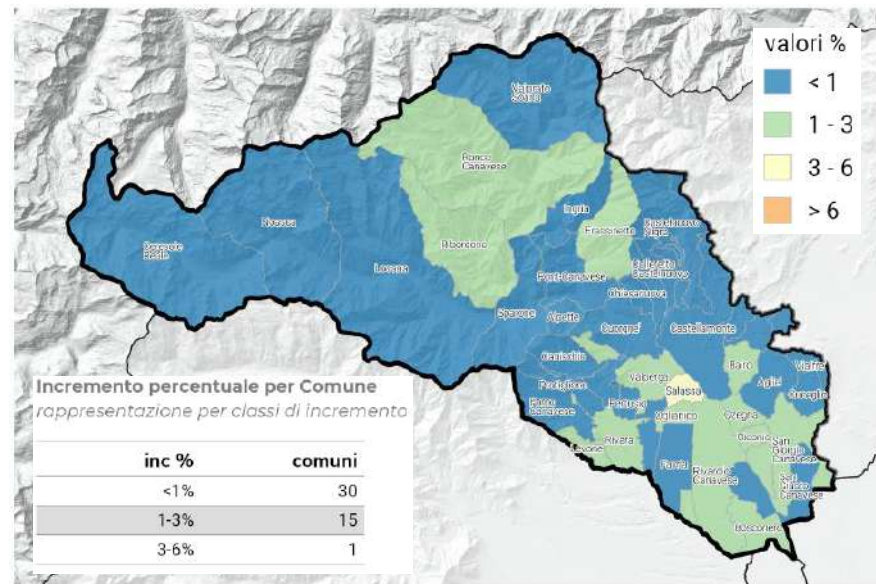 valori %
< 1
1 - 3
3 - 6
> 6
Valprato
Soana
Ronco
Canavese
Noasca
Ceresole
Reale
Ribordone
Locana
Ingria
Frassinetto
Castelnuovo
Nigra
Colleretto
Castelnuovo
Pont-Canavese
Chiesanuova
Sparone
Alpette
Cuorgne'
Castellamonte
Canischio
Prascorsano
Valperga
Salassa
Baro
Agliè
Vialfrè
Pertusio
Oglianico
Ozegna
Ciconio
San
Giorgio
Canavese
Rivara
Levone
Favria
Rivarolo
Canavese
San
Giusto
Canavese
Bosconero
Incremento percentuale per Comune
rappresentazione per classi di incremento
inc % comuni
<1% 30
1-3% 15
3-6% 1